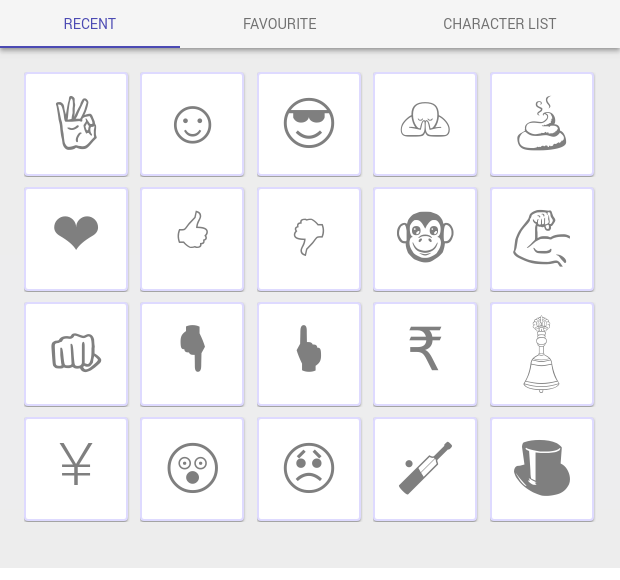 RECENT FAVOURITE CHARACTER LIST
₹
¥